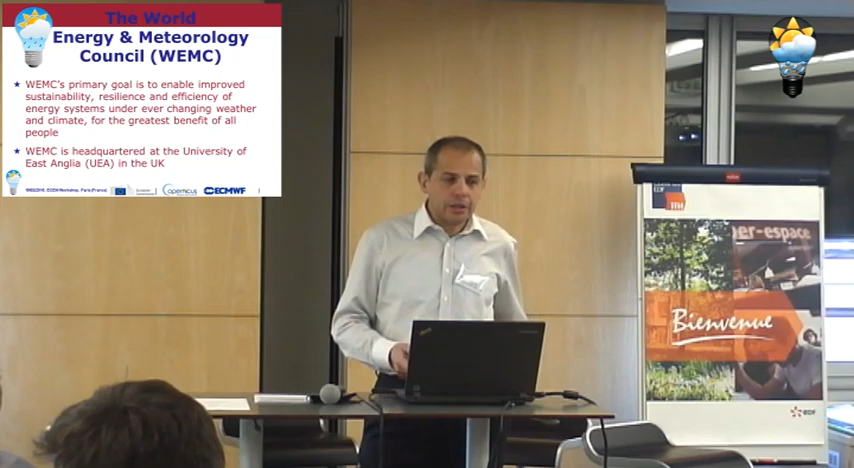 The World
Energy & Meteorology
Council (WEMC)
WEMC's primary goal is to enable improved
sustainability, resilience and efficiency of
energy systems under ever changing weather
and climate, for the greatest benefit of all
people
WEMC is headquartered at the University of
East Anglia (UEA) in the UK
ECMWF
er-espace
Bienvenue
EDF